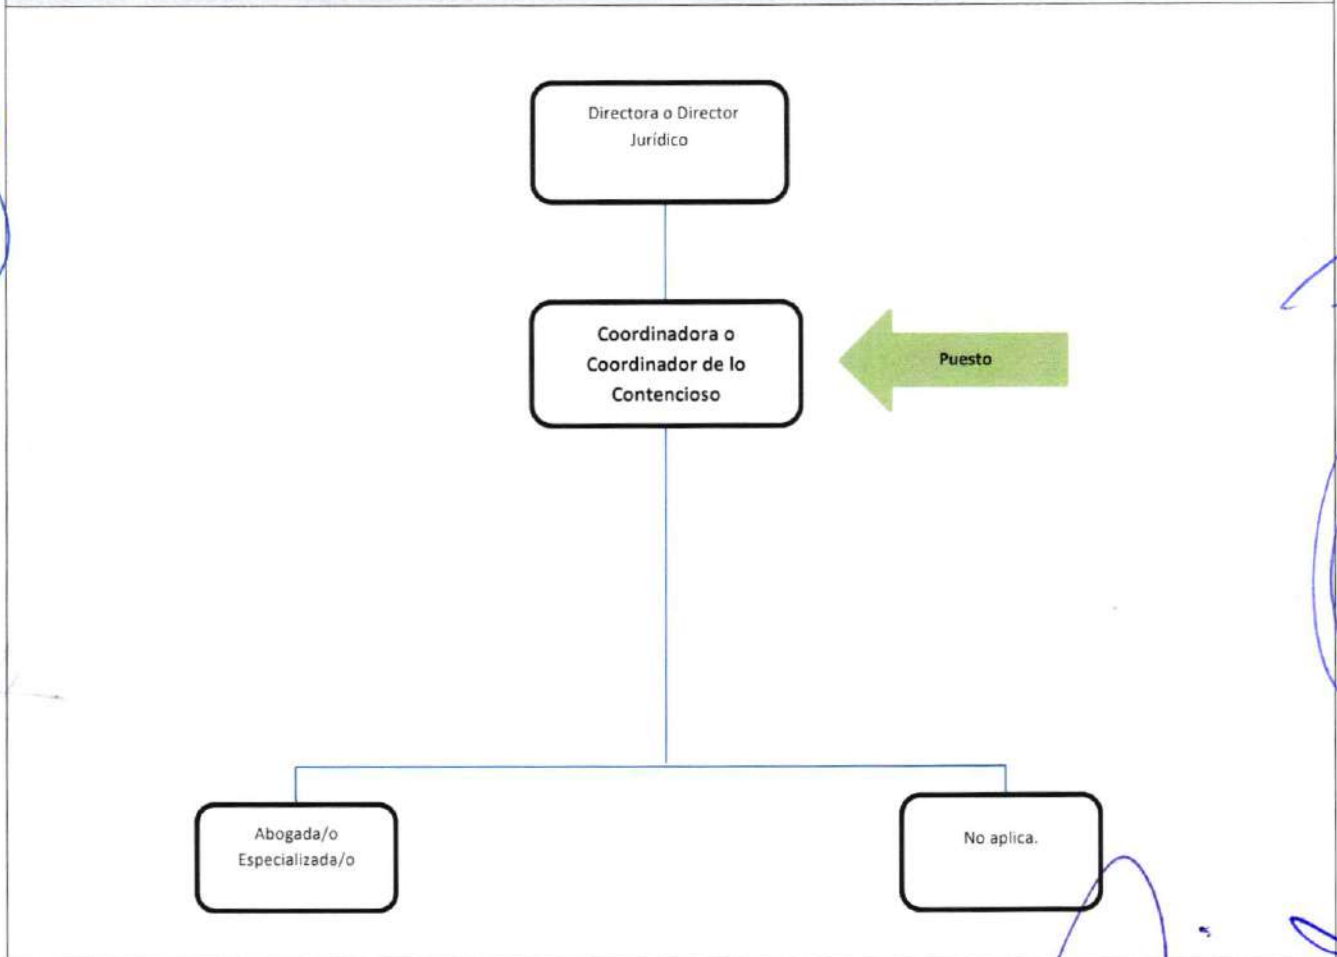 Directora o Director
Jurídico
Coordinadora o
Coordinador de lo
Contencioso
Puesto
Abogada/o
Especializada/o
No aplica.